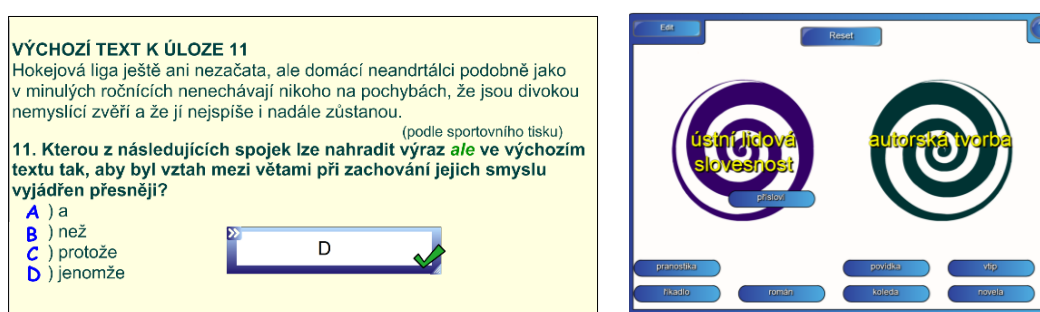 VÝCHOZÍ TEXT K ÚLOZE 11
Hokejová liga ještě ani nezačata, ale domácí neandrtálci podobně jako
v minulých ročnících nenechávají nikoho na pochybách, že jsou divokou
nemyslící zvěří a že jí nejspíše i nadále zůstanou.
(podle sportovního tisku)
11. Kterou z následujících spojek lze nahradit výraz ale ve výchozím
textu tak, aby byl vztah mezi větami při zachování jejich smyslu
vyjádřen přesněji?
A ) a
B ) než
C ) protože
D ) jenomže
D
Edit
Reset
ústní lidová
slovesnost
autorská tvorba
přísloví
pranostika
povídka
vtip
říkadlo
román
koleda
novela